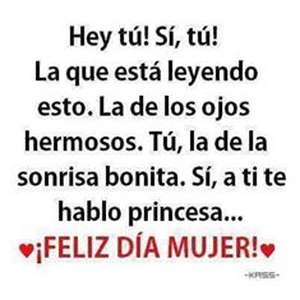 Hey tú! Sí, tú!
La que está leyendo
esto. La de los ojos
hermosos. Tú, la de la
sonrisa bonita. Sí, a ti te
hablo princesa...
♥¡FELIZ DÍA MUJER!♥
-KASS-